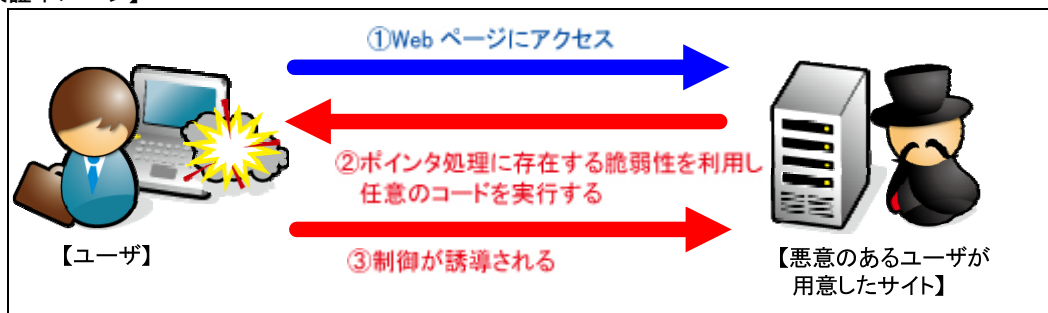 ①Web ページにアクセス
②ポインタ処理に存在する脆弱性を利用し
任意のコードを実行する
③制御が誘導される
【ユーザ】
【悪意のあるユーザが
用意したサイト】